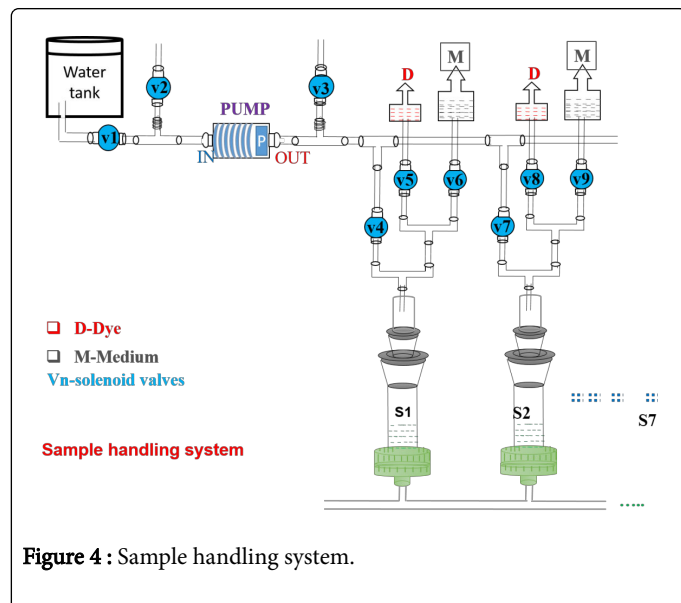 Water
tank
v1
v2
PUMP
P
IN
OUT
v3
D
M
D
M
v5
v6
v8
v9
v4
v7
D-Dye
M-Medium
Vn-solenoid valves
S1
S2
S7
Sample handling system
Figure 4 : Sample handling system.